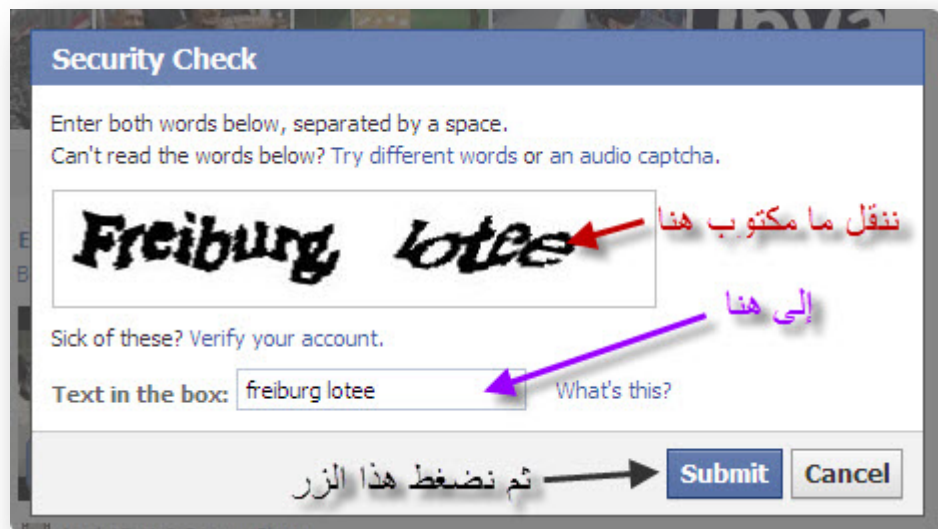 Security Check
Enter both words below, separated by a space.
Can't read the words below? Try different words or an audio captcha.
Freiburg, lotee
ننقل ما مكتوب هنا
إلى هنا
Sick of these? Verify your account.
Text in the box: freiburg lotee What's this?
ثم نضغط هذا الزر
Submit Cancel